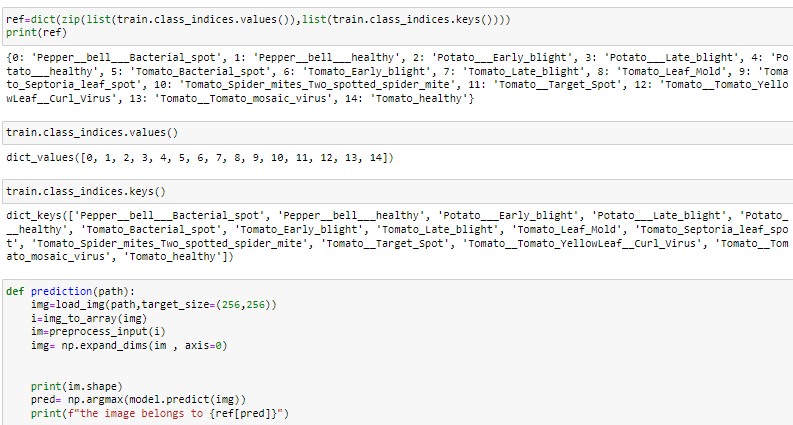 ref=dict(zip(list(train.class_indices.values()),list(train.class_indices.keys())))
print(ref)
{0: 'Pepper__bell___Bacterial_spot', 1: 'Pepper__bell___healthy', 2: 'Potato___Early_blight', 3: 'Potato___Late_blight', 4: 'Po
tato___healthy', 5: 'Tomato_Bacterial_spot', 6: 'Tomato_Early_blight', 7: 'Tomato_Late_blight', 8: 'Tomato_Leaf_Mold', 9: 'Toma
to_Septoria_leaf_spot', 10: 'Tomato_Spider_mites_Two_spotted_spider_mite', 11: 'Tomato__Target_Spot', 12: 'Tomato__Tomato_Yello
wLeaf__Curl_Virus', 13: 'Tomato__Tomato_mosaic_virus', 14: 'Tomato_healthy'}
train.class_indices.values()
dict_values([0, 1, 2, 3, 4, 5, 6, 7, 8, 9, 10, 11, 12, 13, 14])
train.class_indices.keys()
dict_keys(['Pepper__bell___Bacterial_spot', 'Pepper__bell___healthy', 'Potato___Early_blight', 'Potato___Late_blight', 'Potato_
__healthy', 'Tomato_Bacterial_spot', 'Tomato_Early_blight', 'Tomato_Late_blight', 'Tomato_Leaf_Mold', 'Tomato_Septoria_leaf_spo
t', 'Tomato_Spider_mites_Two_spotted_spider_mite', 'Tomato__Target_Spot', 'Tomato__Tomato_YellowLeaf__Curl_Virus', 'Tomato__Tom
ato_mosaic_virus', 'Tomato_healthy'])
def prediction(path):
    img=load_img(path,target_size=(256,256))
    i=img_to_array(img)
    im=preprocess_input(i)
    img= np.expand_dims(im , axis=0)
    print(im.shape)
    pred= np.argmax(model.predict(img))
    print(f"the image belongs to {ref[pred]}")